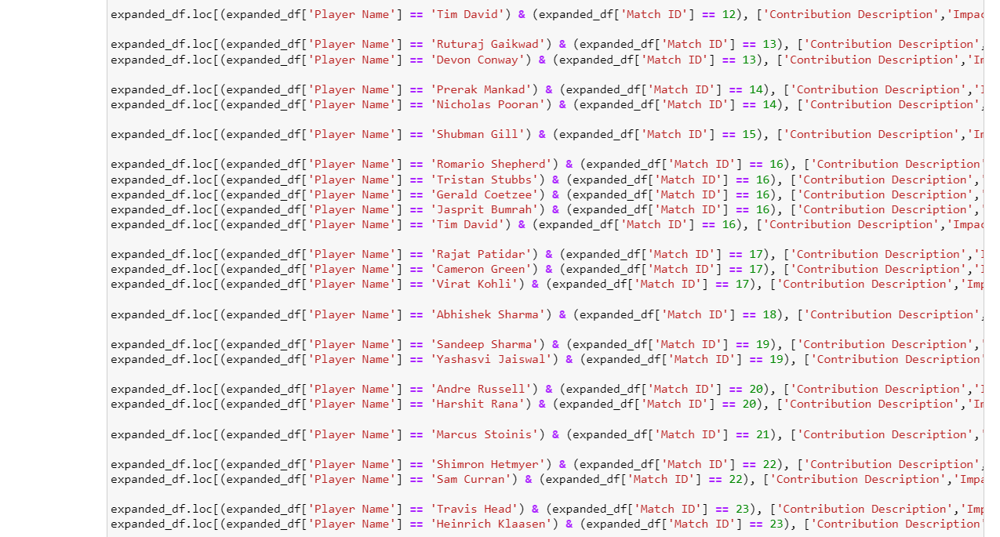 expanded_df.loc[(expanded_df['Player Name'] == 'Tim David') & (expanded_df['Match ID'] == 12), ['Contribution Description','Impac
expanded_df.loc[(expanded_df['Player Name'] == 'Ruturaj Gaikwad') & (expanded_df['Match ID'] == 13), ['Contribution Description',
expanded_df.loc[(expanded_df['Player Name'] == 'Devon Conway') & (expanded_df['Match ID'] == 13), ['Contribution Description','Im
expanded_df.loc[(expanded_df['Player Name'] == 'Prerak Mankad') & (expanded_df['Match ID'] == 14), ['Contribution Description','I
expanded_df.loc[(expanded_df['Player Name'] == 'Nicholas Pooran') & (expanded_df['Match ID'] == 14), ['Contribution Description',
expanded_df.loc[(expanded_df['Player Name'] == 'Shubman Gill') & (expanded_df['Match ID'] == 15), ['Contribution Description','Im
expanded_df.loc[(expanded_df['Player Name'] == 'Romario Shepherd') & (expanded_df['Match ID'] == 16), ['Contribution Description'
expanded_df.loc[(expanded_df['Player Name'] == 'Tristan Stubbs') & (expanded_df['Match ID'] == 16), ['Contribution Description','
expanded_df.loc[(expanded_df['Player Name'] == 'Gerald Coetzee') & (expanded_df['Match ID'] == 16), ['Contribution Description','
expanded_df.loc[(expanded_df['Player Name'] == 'Jasprit Bumrah') & (expanded_df['Match ID'] == 16), ['Contribution Description','
expanded_df.loc[(expanded_df['Player Name'] == 'Tim David') & (expanded_df['Match ID'] == 16), ['Contribution Description','Impac
expanded_df.loc[(expanded_df['Player Name'] == 'Rajat Patidar') & (expanded_df['Match ID'] == 17), ['Contribution Description','I
expanded_df.loc[(expanded_df['Player Name'] == 'Cameron Green') & (expanded_df['Match ID'] == 17), ['Contribution Description','I
expanded_df.loc[(expanded_df['Player Name'] == 'Virat Kohli') & (expanded_df['Match ID'] == 17), ['Contribution Description','Imp
expanded_df.loc[(expanded_df['Player Name'] == 'Abhishek Sharma') & (expanded_df['Match ID'] == 18), ['Contribution Description',
expanded_df.loc[(expanded_df['Player Name'] == 'Sandeep Sharma') & (expanded_df['Match ID'] == 19), ['Contribution Description','
expanded_df.loc[(expanded_df['Player Name'] == 'Yashasvi Jaiswal') & (expanded_df['Match ID'] == 19), ['Contribution Description'
expanded_df.loc[(expanded_df['Player Name'] == 'Andre Russell') & (expanded_df['Match ID'] == 20), ['Contribution Description','I
expanded_df.loc[(expanded_df['Player Name'] == 'Harshit Rana') & (expanded_df['Match ID'] == 20), ['Contribution Description','Im
expanded_df.loc[(expanded_df['Player Name'] == 'Marcus Stoinis') & (expanded_df['Match ID'] == 21), ['Contribution Description','
expanded_df.loc[(expanded_df['Player Name'] == 'Shimron Hetmyer') & (expanded_df['Match ID'] == 22), ['Contribution Description',
expanded_df.loc[(expanded_df['Player Name'] == 'Sam Curran') & (expanded_df['Match ID'] == 22), ['Contribution Description','Impa
expanded_df.loc[(expanded_df['Player Name'] == 'Travis Head') & (expanded_df['Match ID'] == 23), ['Contribution Description','Imp
expanded_df.loc[(expanded_df['Player Name'] == 'Heinrich Klaasen') & (expanded_df['Match ID'] == 23), ['Contribution Description'